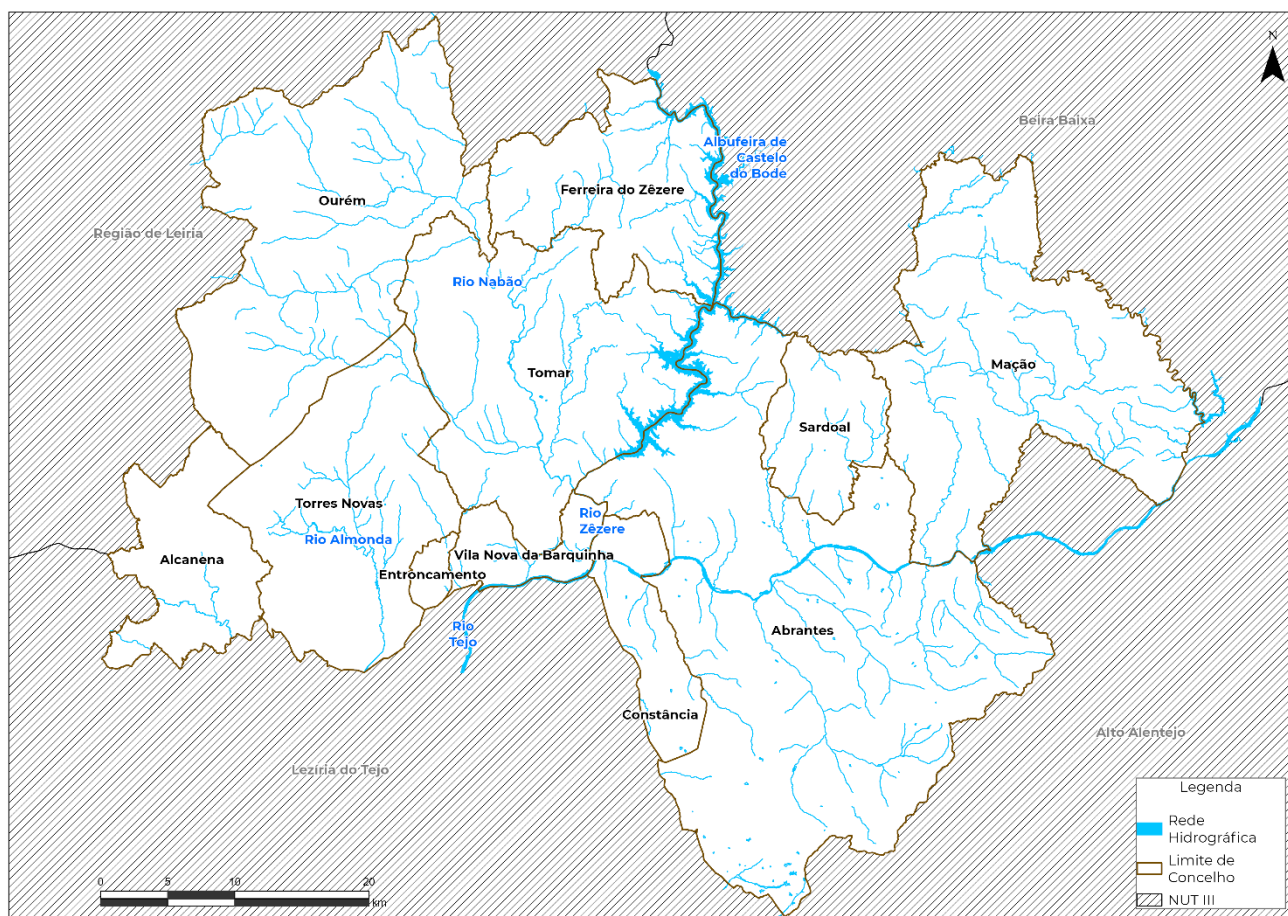 N
Beira Baixa
Albufeira de
Castelo
do Bode
Ferreira do Zêzere
Ourém
Região de Leiria
Rio Nabão
Mação
Tomar
Sardoal
Torres Novas
Rio
Zêzere
Rio Almonda
Vila Nova da Barquinha
Alcanena
Entroncamento
Rio
Tejo
Abrantes
Constância
Alto Alentejo
Lezíria do Tejo
Legenda
Rede
Hidrográfica
Limite de
Concelho
NUT III
0 5 10 20
km